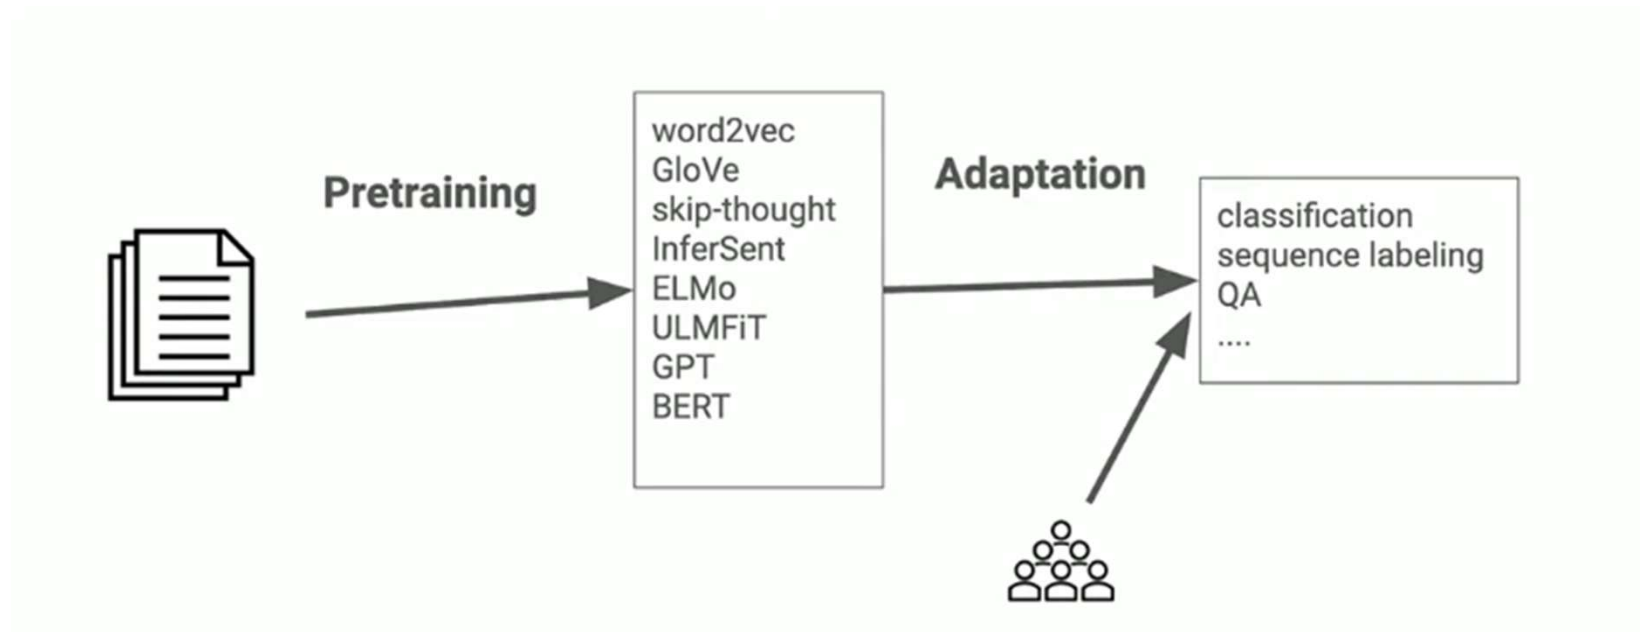 Pretraining
word2vec
GloVe
skip-thought
InferSent
ELMo
ULMFiT
GPT
BERT
Adaptation
classification
sequence labeling
QA
....